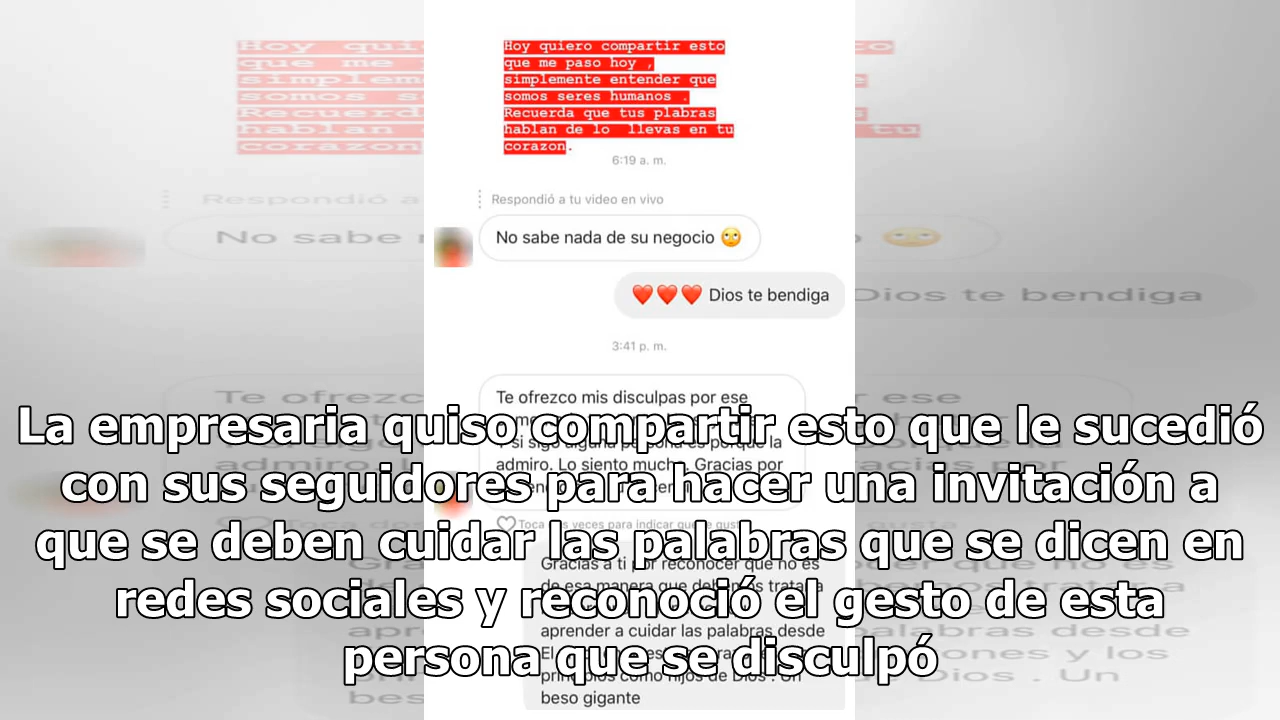 Hoy quiero compartir esto
que me paso hoy ,
simplemente entender que
somos seres humanos .
Recuerda que tus plabras
hablan de lo llevas en tu
corazon.
6:19 a. m.
Respondió a tu video en vivo
No sabe nada de su negocio 🙄
❤️❤️❤️ Dios te bendiga
3:41 p. m.
Te ofrezco mis disculpas por ese
La empresaria quiso compartir esto que le sucedió
admiro. Lo siento mucho. Gracias por
con sus seguidores para hacer una invitación a
que se deben cuidar las palabras que se dicen en
Gracias a ti por reconocer que no es
redes sociales y reconoció el gesto de esta
aprender a cuidar las palabras desde
persona que se disculpó
principios como hijos de Dios . Un
beso gigante